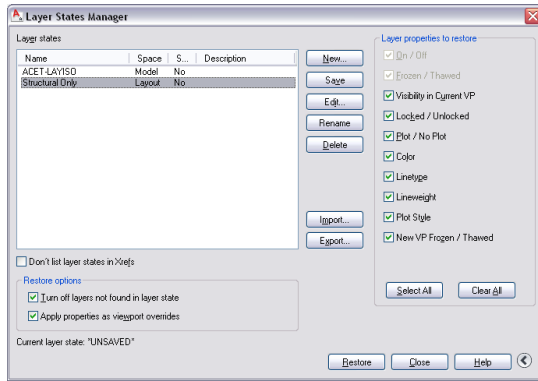 Layer States Manager
Layer states
Name Space S... Description
ACET-LAYISO Model No
Structural Only Layout No
New...
Save
Edit...
Rename
Delete
Import...
Export...
Don't list layer states in Xrefs
Restore options
Turn off layers not found in layer state
Apply properties as viewport overrides
Current layer state: "UNSAVED"
Layer properties to restore
On / Off
Frozen / Thawed
Visibility in Current VP
Locked / Unlocked
Plot / No Plot
Color
Linetype
Lineweight
Plot Style
New VP Frozen / Thawed
Select All Clear All
Restore Close Help